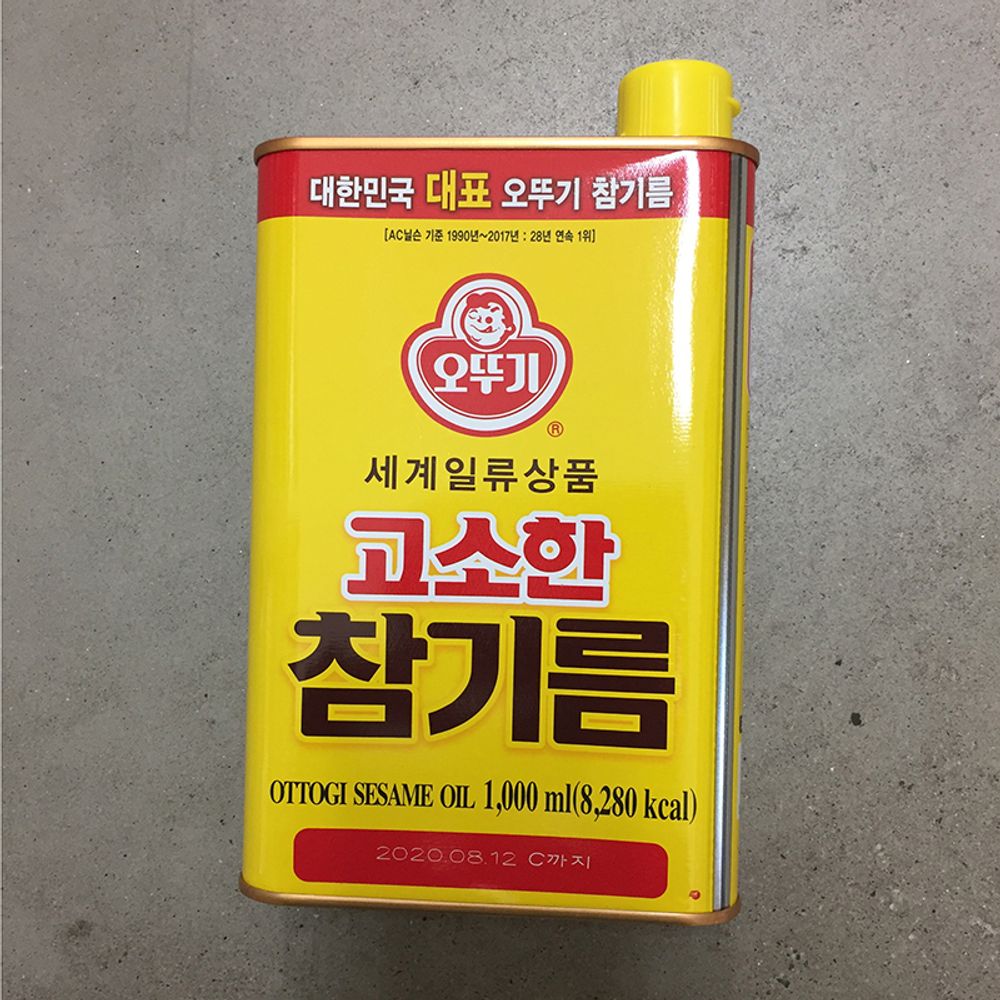 대한민국 대표 오뚜기 참기름
[AC닐슨 기준 1990년~2017년 : 28년 연속 1위]
오뚜기
®
세계일류상품
고소한
참기름
OTTOGI SESAME OIL 1,000 ml(8,280 kcal)
2020.08.12 C까지